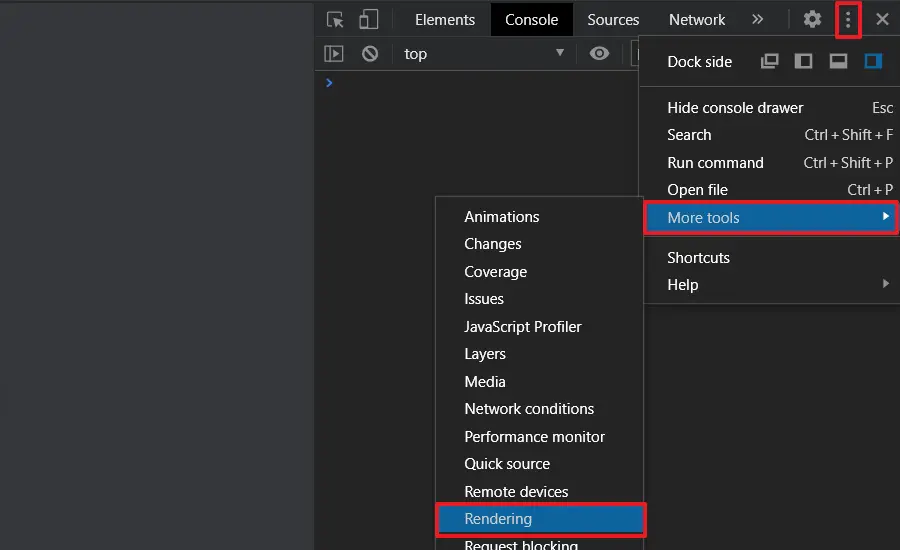 Elements Console Sources Network »
top
Dock side
Hide console drawer Esc
Search Ctrl + Shift + F
Run command Ctrl + Shift + P
Open file Ctrl + P
More tools
Shortcuts
Help
Animations
Changes
Coverage
Issues
JavaScript Profiler
Layers
Media
Network conditions
Performance monitor
Quick source
Remote devices
Rendering
Request blocking